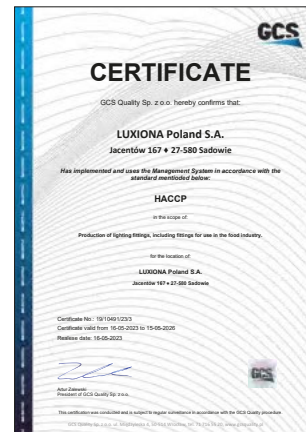 GCS
CERTIFICATE
GCS Quality Sp. z o.o. hereby confirms that:
LUXIONA Poland S.A.
Jacentów 167 ♦ 27-580 Sadowie
Has implemented and uses the Management System in accordance with the
standard mentioded below:
HACCP
in the scope of:
Production of lighting fittings, including fittings for use in the food industry.
for the location of:
LUXIONA Poland S.A.
Jacentów 167 ♦ 27-580 Sadowie
Certificate No.: 19/10491/23/3
Certificate valid from 16-05-2023 to 15-05-2026
Realese date: 16-05-2023
Artur Zalewski
President of GCS Quality Sp. z o.o.
GCS
This certification was conducted and is subject to regular surveillance in accordance with the GCS Quality procedure